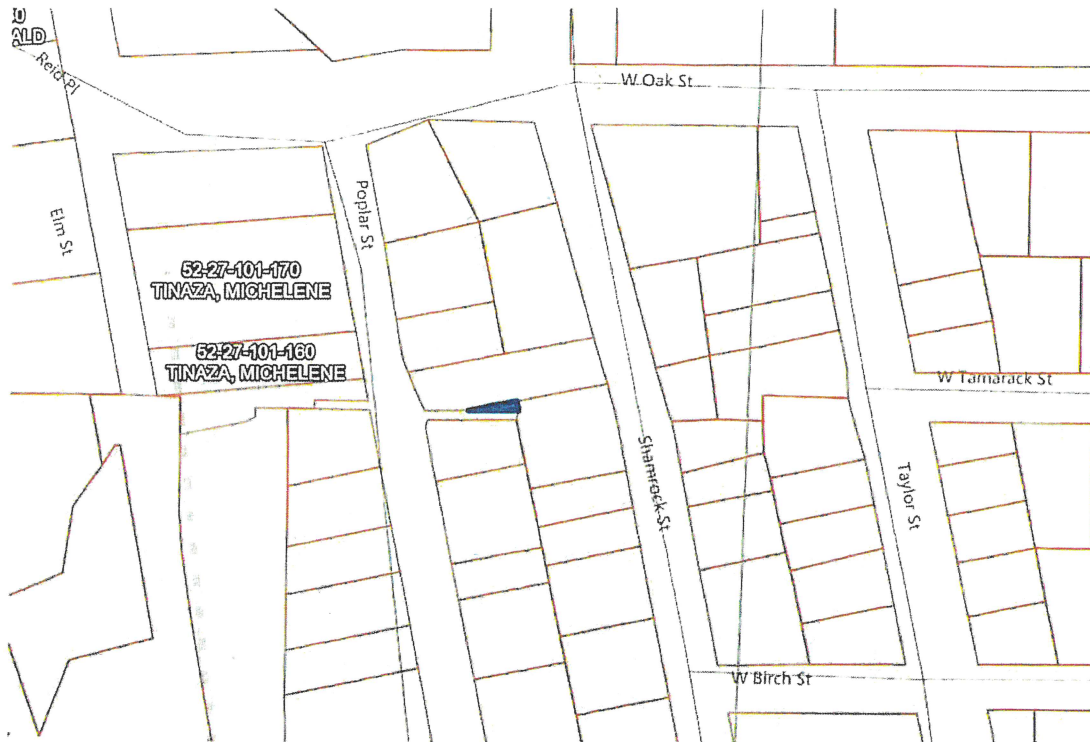 ALD
Reid Pl
W Oak St
Elm St
Poplar St
52-27-101-170
TINAZA, MICHELENE
52-27-101-160
TINAZA, MICHELENE
W Tamarack St
Shamrock St
Taylor St
W Birch St